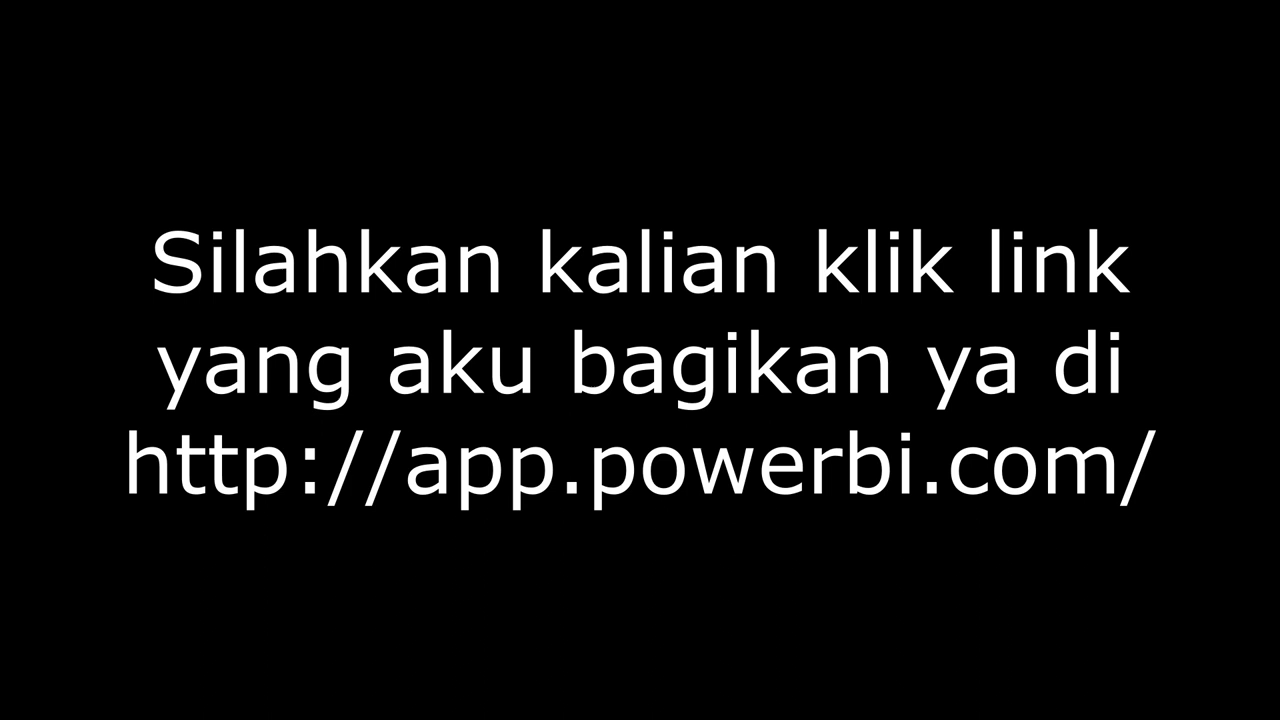 Silahkan kalian klik link
yang aku bagikan ya di
http://app.powerbi.com/